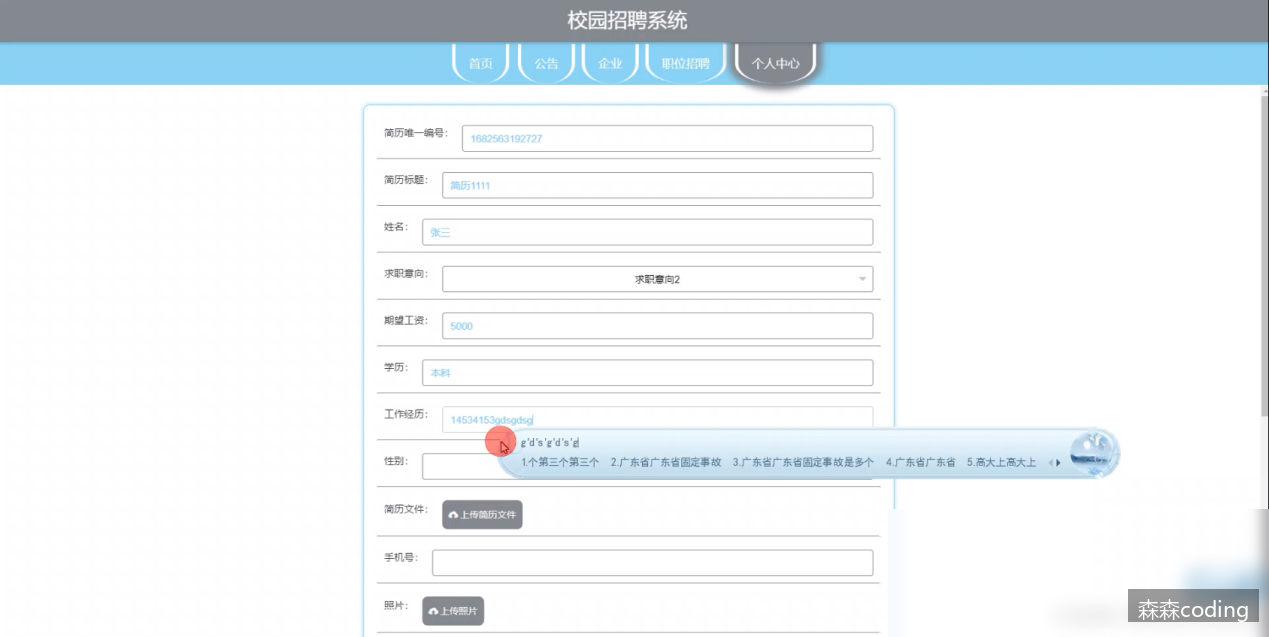 校园招聘系统
首页 公告 企业 职位招聘 个人中心
简历唯一编号: 1682563192727
简历标题: 简历1111
姓名: 张三
求职意向: 求职意向2
期望工资: 5000
学历: 本科
工作经历: 14534153gdsgdsg
g'd's'g'd's'g
1.个第三个第三个 2.广东省广东省固定事故 3.广东省广东省固定事故是多个 4.广东省广东省 5.高大上高大上
性别:
简历文件: 上传简历文件
手机号:
照片: 上传照片
森森coding